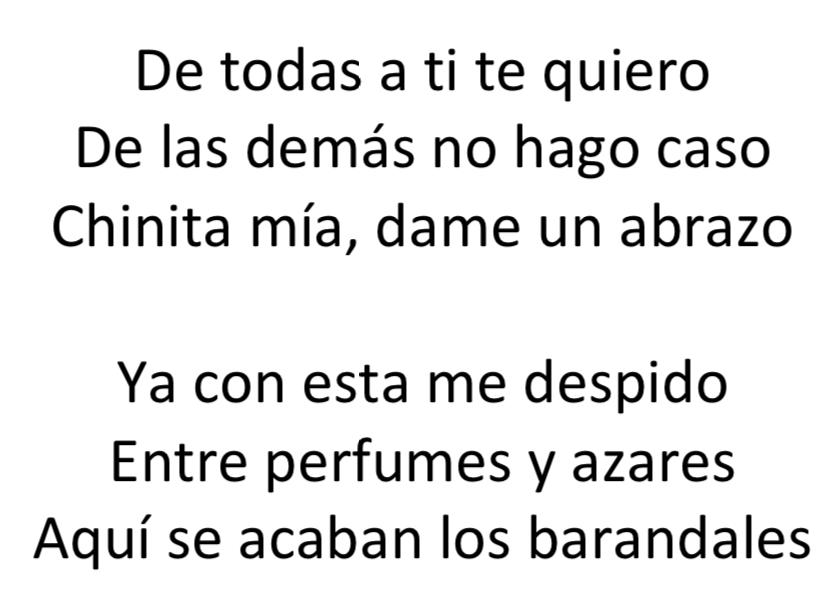 De todas a ti te quiero
De las demás no hago caso
Chinita mía, dame un abrazo
Ya con esta me despido
Entre perfumes y azares
Aquí se acaban los barandales